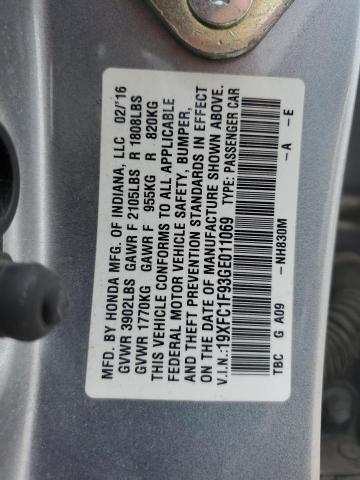 MFD. BY HONDA MFG. OF INDIANA, LLC 02/'16
GVWR 3902LBS GAWR F 2105LBS R 1808LBS
GVWR 1770KG GAWR F 955KG R 820KG
THIS VEHICLE CONFORMS TO ALL APPLICABLE
FEDERAL MOTOR VEHICLE SAFETY, BUMPER,
AND THEFT PREVENTION STANDARDS IN EFFECT
ON THE DATE OF MANUFACTURE SHOWN ABOVE.
V.I.N.:19XFC1F93GE011069 TYPE: PASSENGER CAR
TBC G A09 -NH830M -A -E